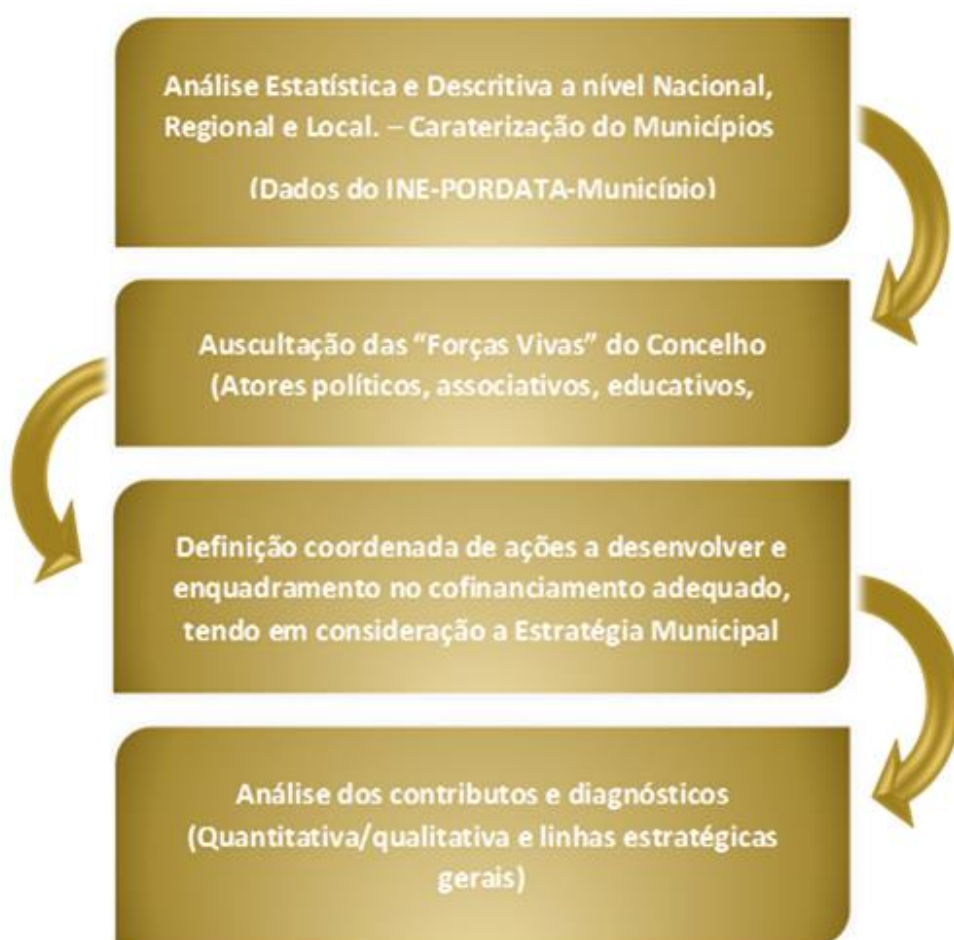 Análise Estatística e Descritiva a nível Nacional,
Regional e Local. – Caraterização do Municípios
(Dados do INE-PORDATA-Município)
Auscultação das “Forças Vivas” do Concelho
(Atores políticos, associativos, educativos,
Definição coordenada de ações a desenvolver e
enquadramento no cofinanciamento adequado,
tendo em consideração a Estratégia Municipal
Análise dos contributos e diagnósticos
(Quantitativa/qualitativa e linhas estratégicas
gerais)